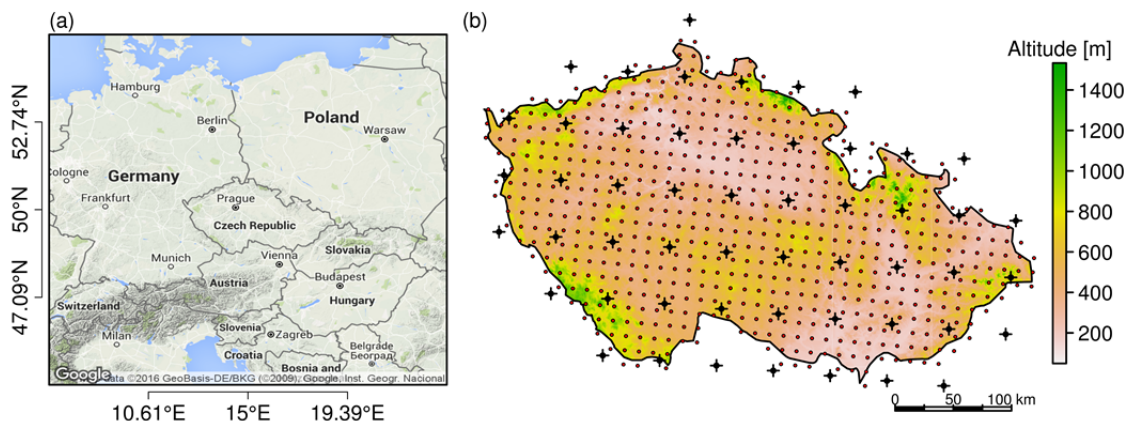 (a)
(b)
Hamburg
Berlin
Poland
Warsaw
Cologne
Germany
Frankfurt
Prague
Czech Republic
Slovakia
Munich
Vienna
Budapest
Austria
Hungary
Switzerland
Slovenia
Zagreb
Milan
Croatia
Belgrade
Београд
Bosnia and
Google
Data ©2016 GeoBasis-DE/BKG (©2009), Google, Inst. Geogr. Nacional
52.74°N
50°N
47.09°N
10.61°E 15°E 19.39°E
Altitude [m]
1400
1200
1000
800
600
400
200
0 50 100 km